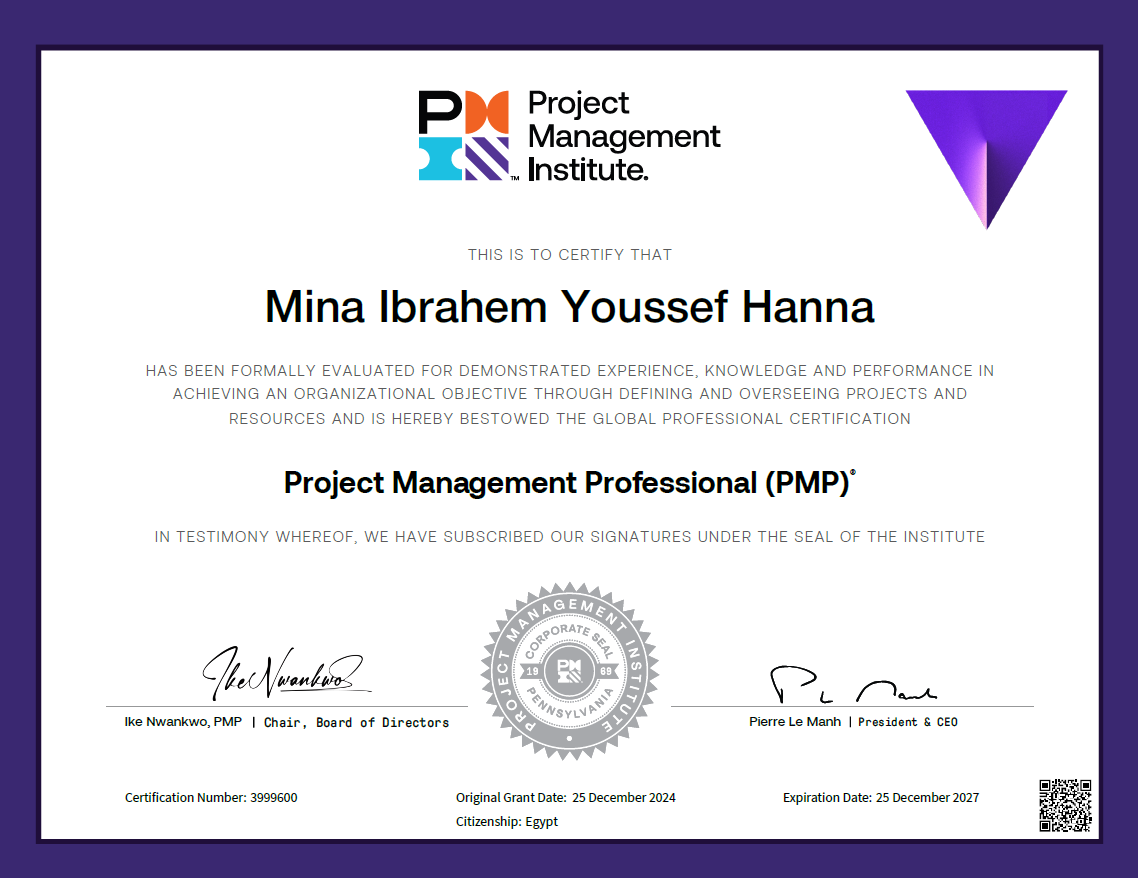 PM
Project
Management
Institute.
™
THIS IS TO CERTIFY THAT
Mina Ibrahem Youssef Hanna
HAS BEEN FORMALLY EVALUATED FOR DEMONSTRATED EXPERIENCE, KNOWLEDGE AND PERFORMANCE IN
ACHIEVING AN ORGANIZATIONAL OBJECTIVE THROUGH DEFINING AND OVERSEEING PROJECTS AND
RESOURCES AND IS HEREBY BESTOWED THE GLOBAL PROFESSIONAL CERTIFICATION
Project Management Professional (PMP)®
IN TESTIMONY WHEREOF, WE HAVE SUBSCRIBED OUR SIGNATURES UNDER THE SEAL OF THE INSTITUTE
PROJECT MANAGEMENT INSTITUTE
CORPORATE SEAL
19 69
PENNSYLVANIA
Ike Nwankwo
Ike Nwankwo, PMP | Chair, Board of Directors
Pierre Le Manh | President & CEO
Certification Number: 3999600
Original Grant Date: 25 December 2024
Expiration Date: 25 December 2027
Citizenship: Egypt